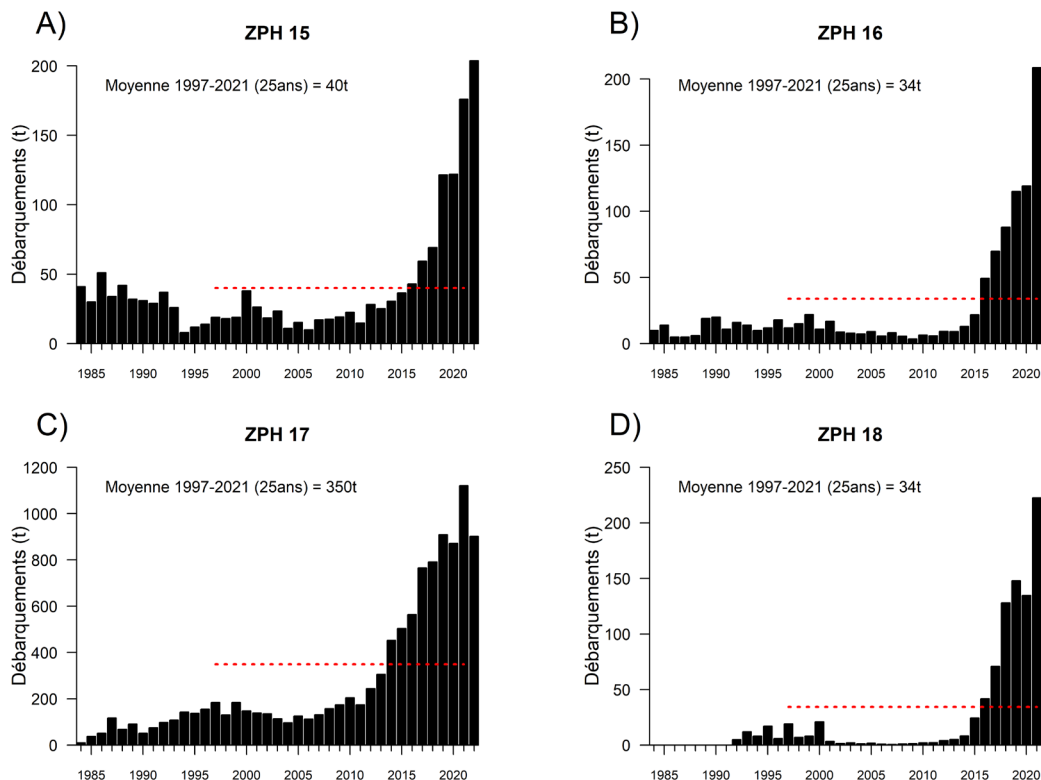 A)
ZPH 15
Moyenne 1997-2021 (25ans) = 40t
Débarquements (t)
200
150
100
50
0
1985 1990 1995 2000 2005 2010 2015 2020
B)
ZPH 16
Moyenne 1997-2021 (25ans) = 34t
Débarquements (t)
200
150
100
50
0
1985 1990 1995 2000 2005 2010 2015 2020
C)
ZPH 17
Moyenne 1997-2021 (25ans) = 350t
Débarquements (t)
1200
1000
800
600
400
200
0
1985 1990 1995 2000 2005 2010 2015 2020
D)
ZPH 18
Moyenne 1997-2021 (25ans) = 34t
Débarquements (t)
250
200
150
100
50
0
1985 1990 1995 2000 2005 2010 2015 2020